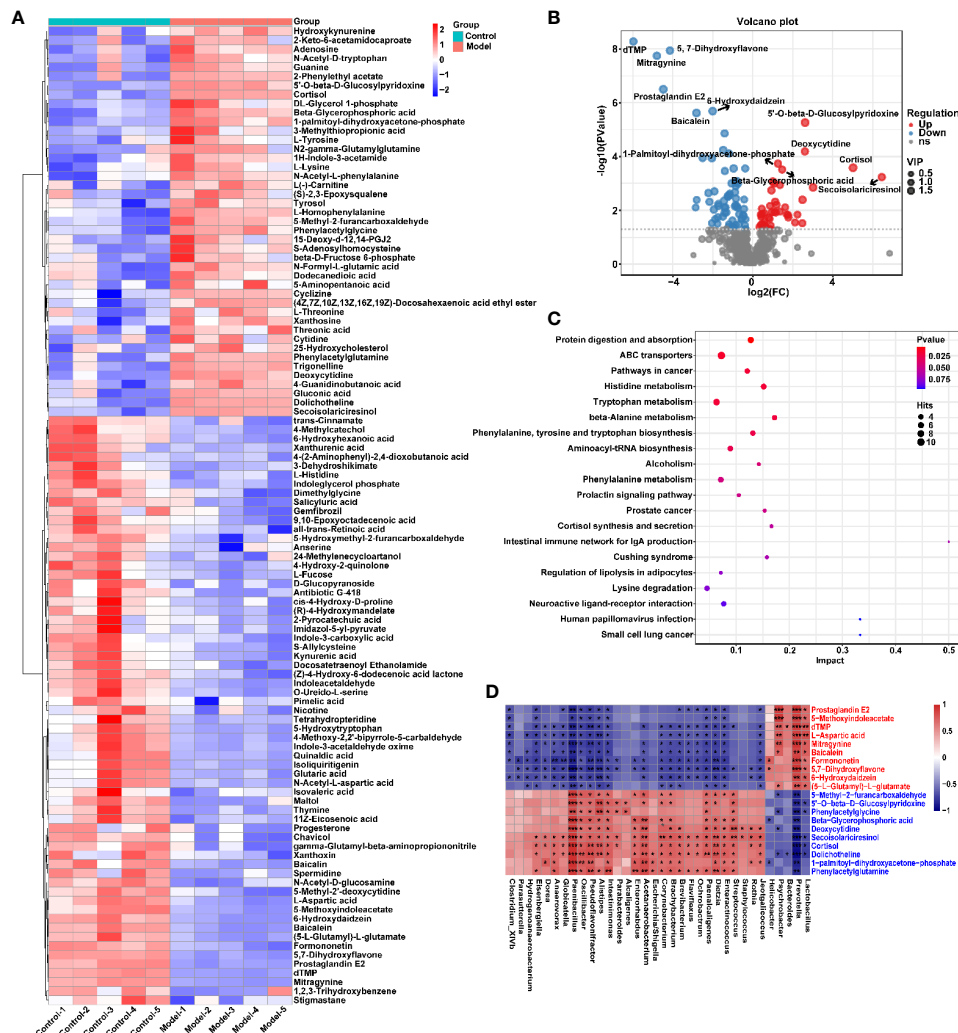 A
Group
Hydroxykynurenine
2-Keto-6-acetamidocaproate
Adenosine
N-Acetyl-D-tryptophan
Guanine
2-Phenylethyl acetate
5'-O-beta-D-Glucosylpyridoxine
Cortisol
DL-Glycerol 1-phosphate
Beta-Glycerophosphoric acid
1-palmitoyl-dihydroxyacetone-phosphate
3-Methylthiopropionic acid
L-Tyrosine
N2-gamma-Glutamylglutamine
1H-Indole-3-acetamide
L-Lysine
N-Acetyl-L-phenylalanine
L(-)-Carnitine
(S)-2,3-Epoxysqualene
Tyrosol
L-Homophenylalanine
5-Methyl-2-furancarboxaldehyde
Phenylacetylglycine
15-Deoxy-d-12,14-PGJ2
S-Adenosylhomocysteine
beta-D-Fructose 6-phosphate
N-Formyl-L-glutamic acid
Dodecanedioic acid
5-Aminopentanoic acid
Cyclizine
(4Z,7Z,10Z,13Z,16Z,19Z)-Docosahexaenoic acid ethyl ester
L-Threonine
Xanthosine
Threonic acid
Cytidine
25-Hydroxycholesterol
Phenylacetylglutamine
Trigonelline
Deoxycytidine
4-Guanidinobutanoic acid
Gluconic acid
Dolichotheline
Secoisolariciresinol
trans-Cinnamate
4-Methylcatechol
6-Hydroxyhexanoic acid
Xanthurenic acid
4-(2-Aminophenyl)-2,4-dioxobutanoic acid
3-Dehydroshikimate
L-Histidine
Indoleglycerol phosphate
Dimethylglycine
Salicyluric acid
Gemfibrozil
9,10-Epoxyoctadecenoic acid
all-trans-Retinoic acid
5-Hydroxymethyl-2-furancarboxaldehyde
Anserine
24-Methylenecycloartanol
4-Hydroxy-2-quinolone
L-Fucose
D-Glucopyranoside
Antibiotic G-418
cis-4-Hydroxy-D-proline
(R)-4-Hydroxymandelate
2-Pyrocatechuic acid
Imidazol-5-yl-pyruvate
Indole-3-carboxylic acid
S-Allylcysteine
Kynurenic acid
Docosatetraenoyl Ethanolamide
(Z)-4-Hydroxy-6-dodecenoic acid lactone
Indoleacetaldehyde
O-Ureido-L-serine
Pimelic acid
Nicotine
Tetrahydropteridine
5-Hydroxytryptophan
4-Methoxy-2,2'-bipyrrole-5-carbaldehyde
Indole-3-acetaldehyde oxime
Quinaldic acid
Isoliquiritigenin
Glutaric acid
N-Acetyl-L-aspartic acid
Isovaleric acid
Maltol
Thymine
11Z-Eicosenoic acid
Progesterone
Chavicol
gamma-Glutamyl-beta-aminopropiononitrile
Xanthoxin
Baicalin
Spermidine
N-Acetyl-D-glucosamine
5-Methyl-2'-deoxycytidine
L-Aspartic acid
5-Methoxyindoleacetate
6-Hydroxydaidzein
Baicalein
(5-L-Glutamyl)-L-glutamate
Formononetin
5,7-Dihydroxyflavone
Prostaglandin E2
dTMP
Mitragynine
1,2,3-Trihydroxybenzene
Stigmastane
Control-1
Control-2
Control-3
Control-4
Control-5
Model-1
Model-2
Model-3
Model-4
Model-5
Group
Control
Model
2
1
0
−1
−2
B
Volcano plot
dTMP
5, 7-Dihydroxyflavone
Mitragynine
Prostaglandin E2
6-Hydroxydaidzein
Baicalein
5'-O-beta-D-Glucosylpyridoxine
Deoxycytidine
1-Palmitoyl-dihydroxyacetone-phosphate
Cortisol
Beta-Glycerophosphoric acid
Secoisolariciresinol
-log10(PValue)
8
6
4
2
0
−4
0
4
log2(FC)
Regulation
Up
Down
ns
VIP
0.5
1.0
1.5
C
Protein digestion and absorption
ABC transporters
Pathways in cancer
Histidine metabolism
Tryptophan metabolism
beta-Alanine metabolism
Phenylalanine, tyrosine and tryptophan biosynthesis
Aminoacyl-tRNA biosynthesis
Alcoholism
Phenylalanine metabolism
Prolactin signaling pathway
Prostate cancer
Cortisol synthesis and secretion
Intestinal immune network for IgA production
Cushing syndrome
Regulation of lipolysis in adipocytes
Lysine degradation
Neuroactive ligand-receptor interaction
Human papillomavirus infection
Small cell lung cancer
0.1
0.2
0.3
0.4
0.5
Impact
Pvalue
0.025
0.050
0.075
Hits
4
6
8
10
D
Prostaglandin E2
5-Methoxyindoleacetate
dTMP
L-Aspartic acid
Mitragynine
Baicalein
Formononetin
5,7-Dihydroxyflavone
6-Hydroxydaidzein
(5-L-Glutamyl)-L-glutamate
5-Methyl-2-furancarboxaldehyde
5'-O-beta-D-Glucosylpyridoxine
Phenylacetylglycine
Beta-Glycerophosphoric acid
Deoxycytidine
Secoisolariciresinol
Cortisol
Dolichotheline
1-palmitoyl-dihydroxyacetone-phosphate
Phenylacetylglutamine
Clostridium_XlVb
Parasutterella
Hydrogenoanaerobacterium
Eisenbergiella
Dorea
Anaerovorax
Globicatella
Paenibacillus
Oscillibacter
Pseudoflavonifractor
Alistipes
Intestinimonas
Parabacteroides
Alcaligenes
Enterorhabdus
Acetanaerobacterium
Escherichia/Shigella
Corynebacterium
Brachybacterium
Brevibacterium
Flavifractor
Ochrobactrum
Paenalcaligenes
Dietzia
Enteractinococcus
Streptococcus
Staphylococcus
Rothia
Jeotgalicoccus
Helicobacter
Psychrobacter
Bacteroides
Prevotella
Lactobacillus
1
0.5
0
−0.5
−1